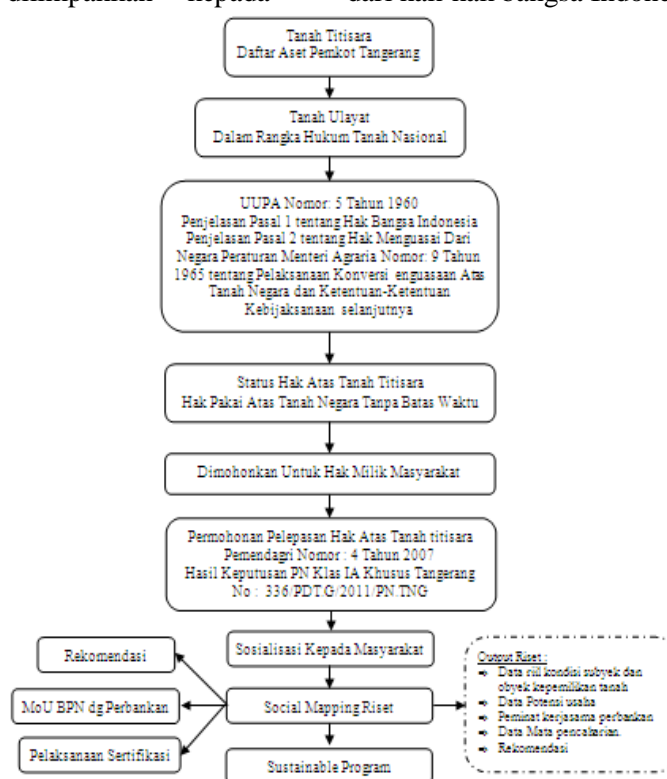 dari hak-hak bangsa
Tanah Titisara
Daftar Aset Pemkot Tangerang
Tanah Ulayat
Dalam Rangka Hukum Tanah Nasional
UUPA Nomor: 5 Tahun 1960
Penjelasan Pasal 1 tentang Hak Bangsa Indonesia
Penjelasan Pasal 2 tentang Hak Menguasai Dari
Negara Peraturan Menteri Agraria Nomor: 9 Tahun
1965 tentang Pelaksanaan Konversi enguasaan Atas
Tanah Negara dan Ketentuan-Ketentuan
Kebijaksanaan selanjutnya
Status Hak Atas Tanah Titisara
Hak Pakai Atas Tanah Negara Tanpa Batas Waktu
Dimohonkan Untuk Hak Milik Masyarakat
Permohonan Pelepasan Hak Atas Tanah titisara
Pemendagri Nomor : 4 Tahun 2007
Hasil Keputusan PN Klas IA Khusus Tangerang
No : 336/PDT.G/2011/PN.TNG
Sosialisasi Kepada Masyarakat
Rekomendasi
MoU BPN dg Perbankan
Pelaksanaan Sertifikasi
Social Mapping Riset
Sustainable Program
Output Riset :
Data riil kondisi subyek dan
obyek kepemilikan tanah
Data Potensi usaha
Peminat kerjasama perbankan
Data Mata pencaharian.
Rekomendasi